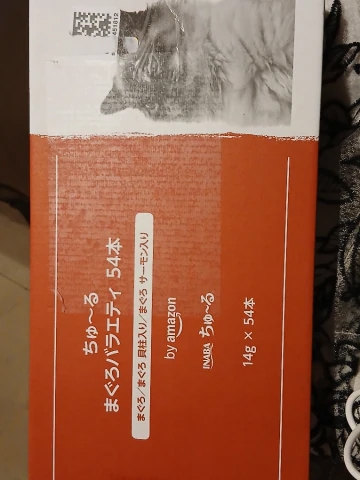 ちゅ〜る
まぐろバラエティ 54本
まぐろ/まぐろ 貝柱入り/まぐろ サーモン入り
by amazon
INABA ちゅ〜る
14g × 54本
451812